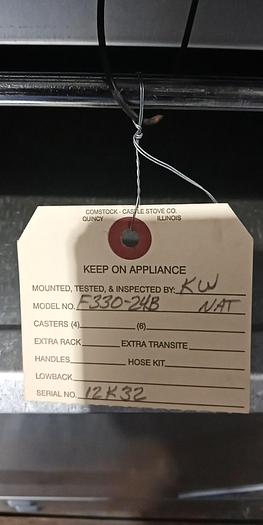 COMSTOCK - CASTLE STOVE CO.
QUINCY ILLINOIS
KEEP ON APPLIANCE
MOUNTED, TESTED, & INSPECTED BY: KW
MODEL NO. F330-24B NAT
CASTERS (4) (6)
EXTRA RACK EXTRA TRANSITE
HANDLES HOSE KIT
LOWBACK
SERIAL NO. 12K32